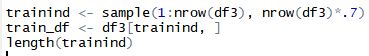 trainind <- sample(1:nrow(df3), nrow(df3)*.7)
train_df <- df3[trainind, ]
length(trainind)